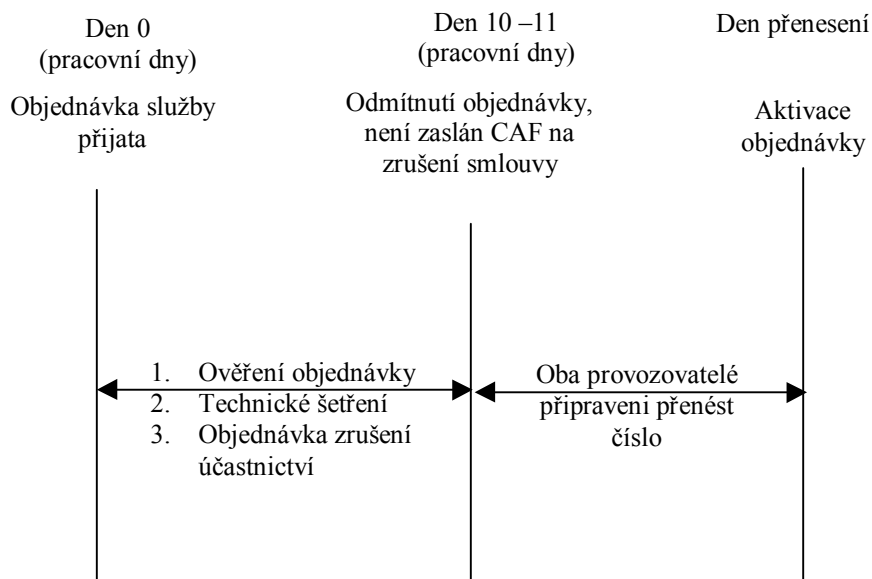 Den 0
(pracovní dny)
Objednávka služby
přijata
Den 10 –11
(pracovní dny)
Odmítnutí objednávky,
není zaslán CAF na
zrušení smlouvy
Den přenesení
Aktivace
objednávky
1. Ověření objednávky
2. Technické šetření
3. Objednávka zrušení
účastnictví
Oba provozovatelé
připraveni přenést
číslo